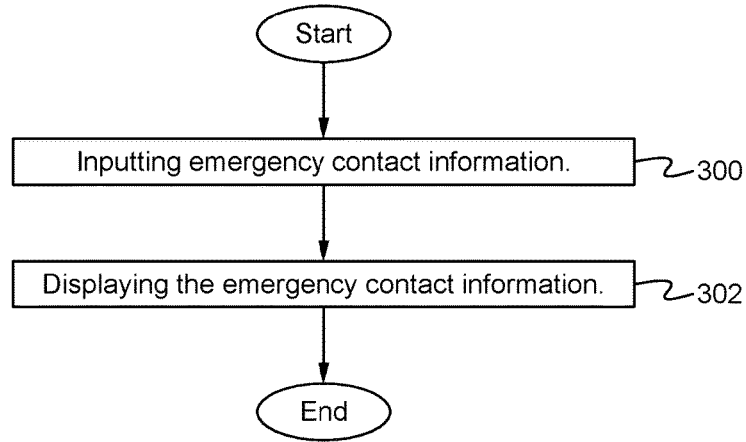 Start
Inputting emergency contact information.
300
Displaying the emergency contact information.
302
End